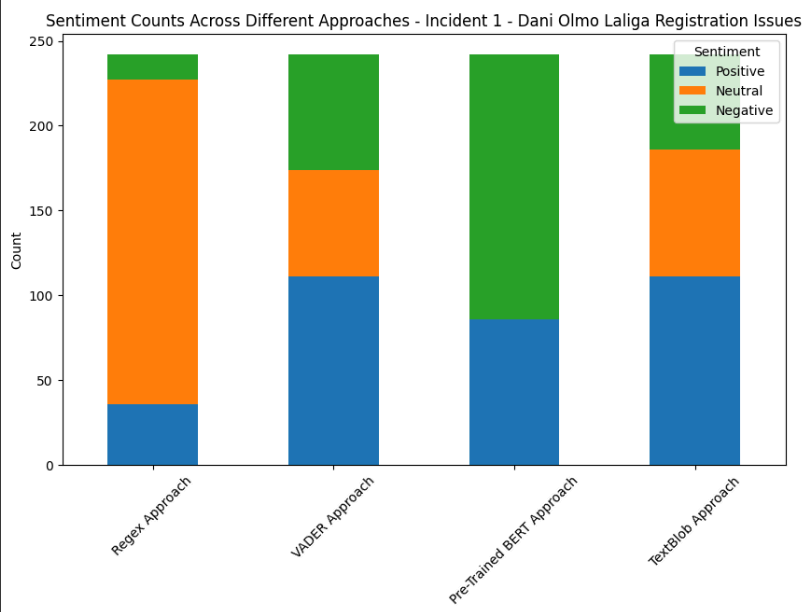 Sentiment Counts Across Different Approaches - Incident 1 - Dani Olmo Laliga Registration Issues
Sentiment
Positive
Neutral
Negative
Count
250
200
150
100
50
0
Regex Approach
VADER Approach
Pre-Trained BERT Approach
TextBlob Approach